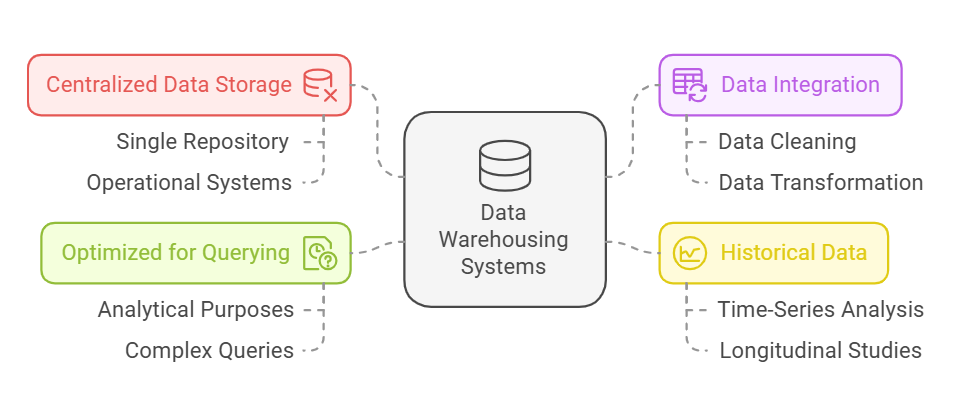 Centralized Data Storage
Single Repository
Operational Systems
Optimized for Querying
Analytical Purposes
Complex Queries
Data
Warehousing
Systems
Data Integration
Data Cleaning
Data Transformation
Historical Data
Time-Series Analysis
Longitudinal Studies